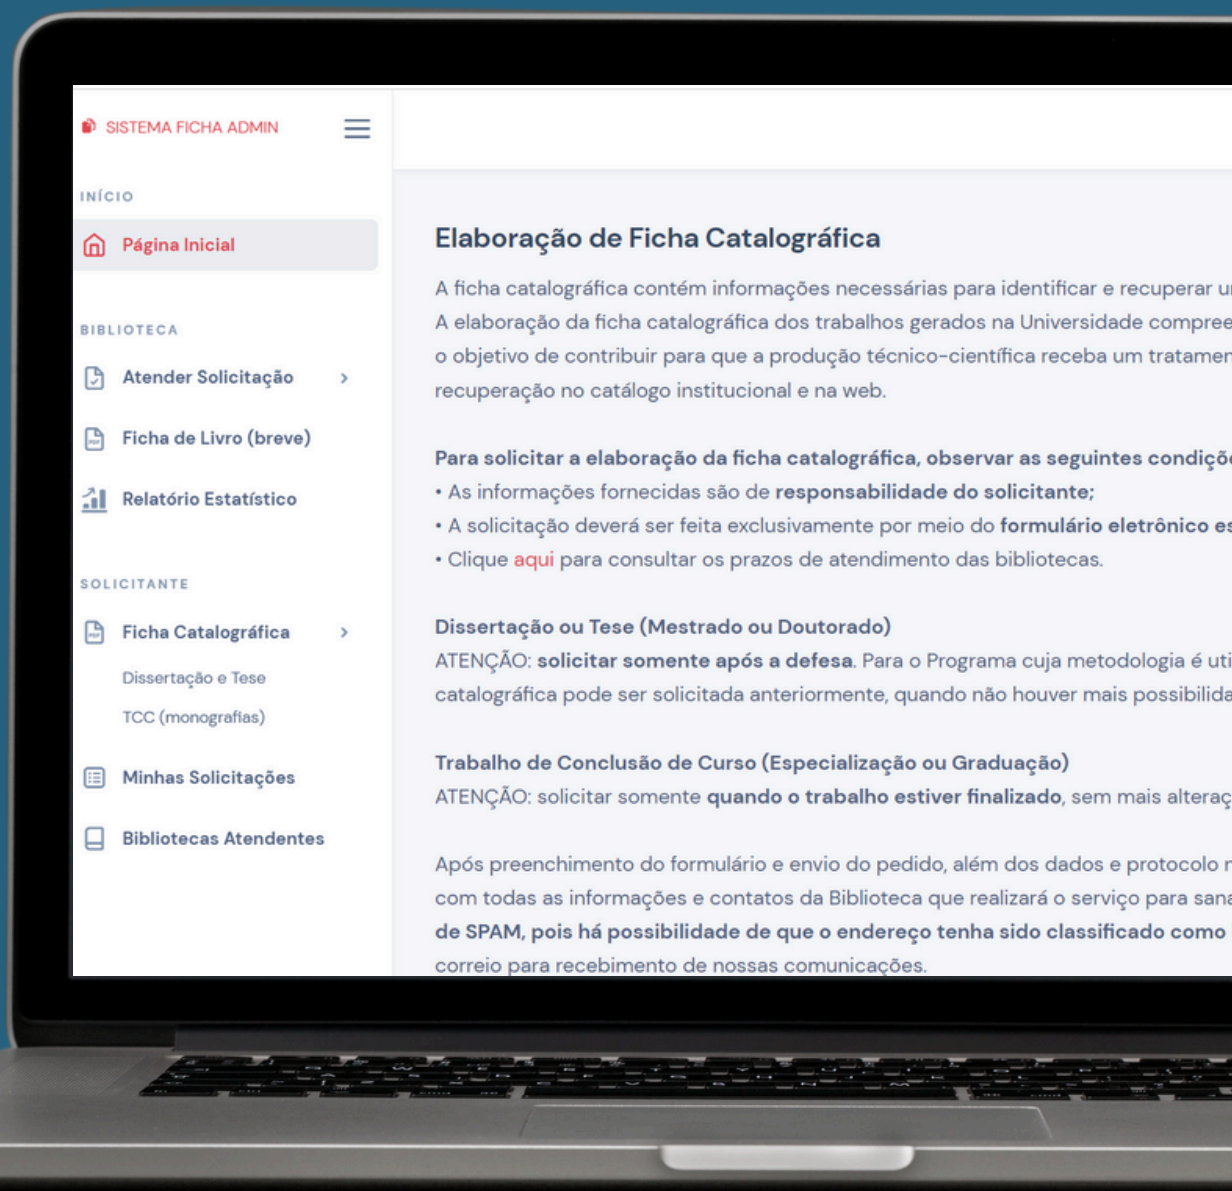 SISTEMA FICHA ADMIN
INÍCIO
Página Inicial
BIBLIOTECA
Atender Solicitação
Ficha de Livro (breve)
Relatório Estatístico
SOLICITANTE
Ficha Catalográfica
Dissertação e Tese
TCC (monografias)
Minhas Solicitações
Bibliotecas Atendentes
Elaboração de Ficha Catalográfica
A ficha catalográfica contém informações necessárias para identificar e recuperar
A elaboração da ficha catalográfica dos trabalhos gerados na Universidade
o objetivo de contribuir para que a produção técnico-científica receba um
recuperação no catálogo institucional e na web.
Para solicitar a elaboração da ficha catalográfica, observar as seguintes
• As informações fornecidas são de responsabilidade do solicitante;
• A solicitação deverá ser feita exclusivamente por meio do formulário eletrônico
• Clique aqui para consultar os prazos de atendimento das bibliotecas.
Dissertação ou Tese (Mestrado ou Doutorado)
ATENÇÃO: solicitar somente após a defesa. Para o Programa cuja metodologia é
catalográfica pode ser solicitada anteriormente, quando não houver mais
Trabalho de Conclusão de Curso (Especialização ou Graduação)
ATENÇÃO: solicitar somente quando o trabalho estiver finalizado, sem mais
Após preenchimento do formulário e envio do pedido, além dos dados e protocolo
com todas as informações e contatos da Biblioteca que realizará o serviço para
de SPAM, pois há possibilidade de que o endereço tenha sido classificado como
correio para recebimento de nossas comunicações.